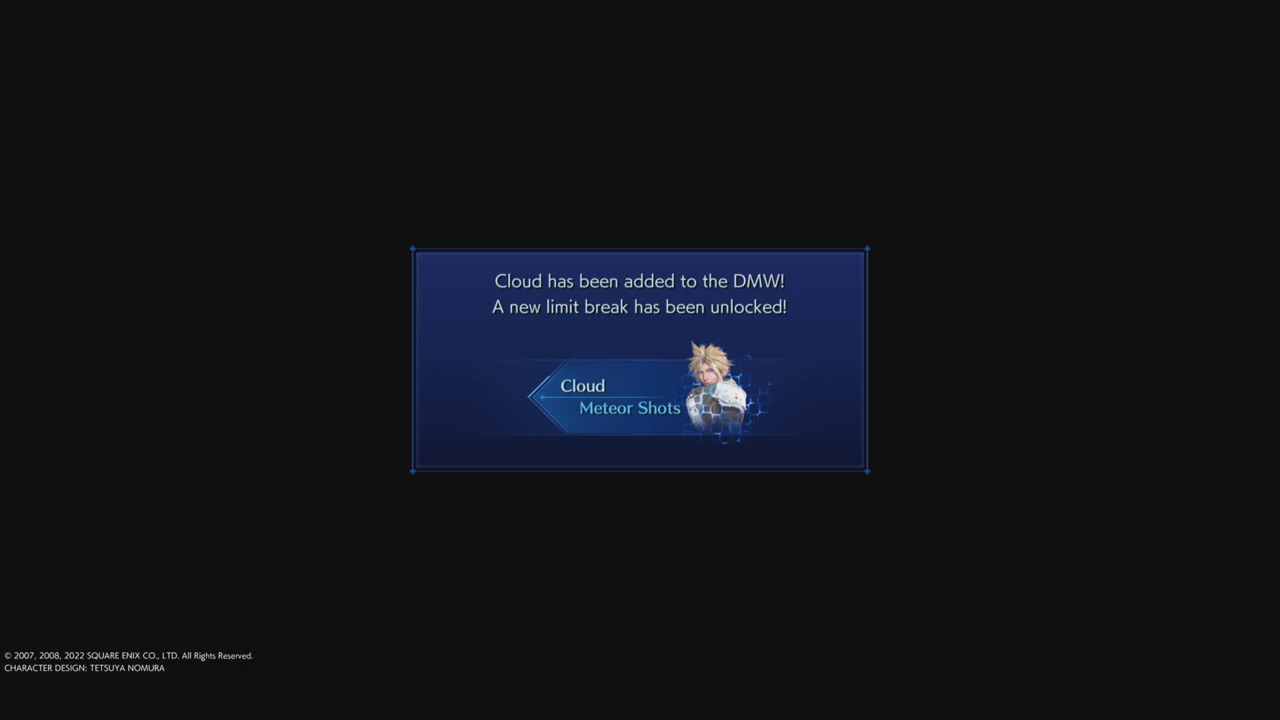 Cloud has been added to the DMW!
A new limit break has been unlocked!
Cloud
Meteor Shots
© 2007, 2008, 2022 SQUARE ENIX CO., LTD. All Rights Reserved.
CHARACTER DESIGN: TETSUYA NOMURA